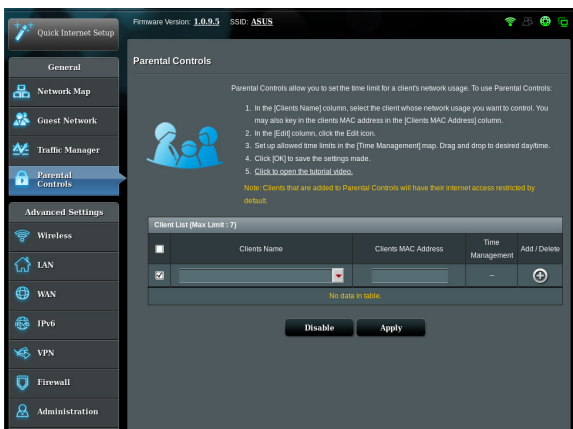 Firmware Version: 1.0.9.5 SSID: ASUS
Quick Internet Setup
General
Network Map
Guest Network
Traffic Manager
Parental
Controls
Advanced Settings
Wireless
LAN
WAN
IPv6
VPN
Firewall
Administration
Parental Controls
Parental Controls allow you to set the time limit for a client's network usage. To use Parental Controls:
1. In the [Clients Name] column, select the client whose network usage you want to control. You
may also key in the clients MAC address in the [Clients MAC Address] column.
2. In the [Edit] column, click the Edit icon.
3. Set up allowed time limits in the [Time Management] map. Drag and drop to desired day/time.
4. Click [OK] to save the settings made.
5. Click to open the tutorial video.
Note: Clients that are added to Parental Controls will have their internet access restricted by
default.
Client List (Max Limit : 7)
Clients Name Clients MAC Address Time Management Add / Delete
--
No data in table.
Disable Apply